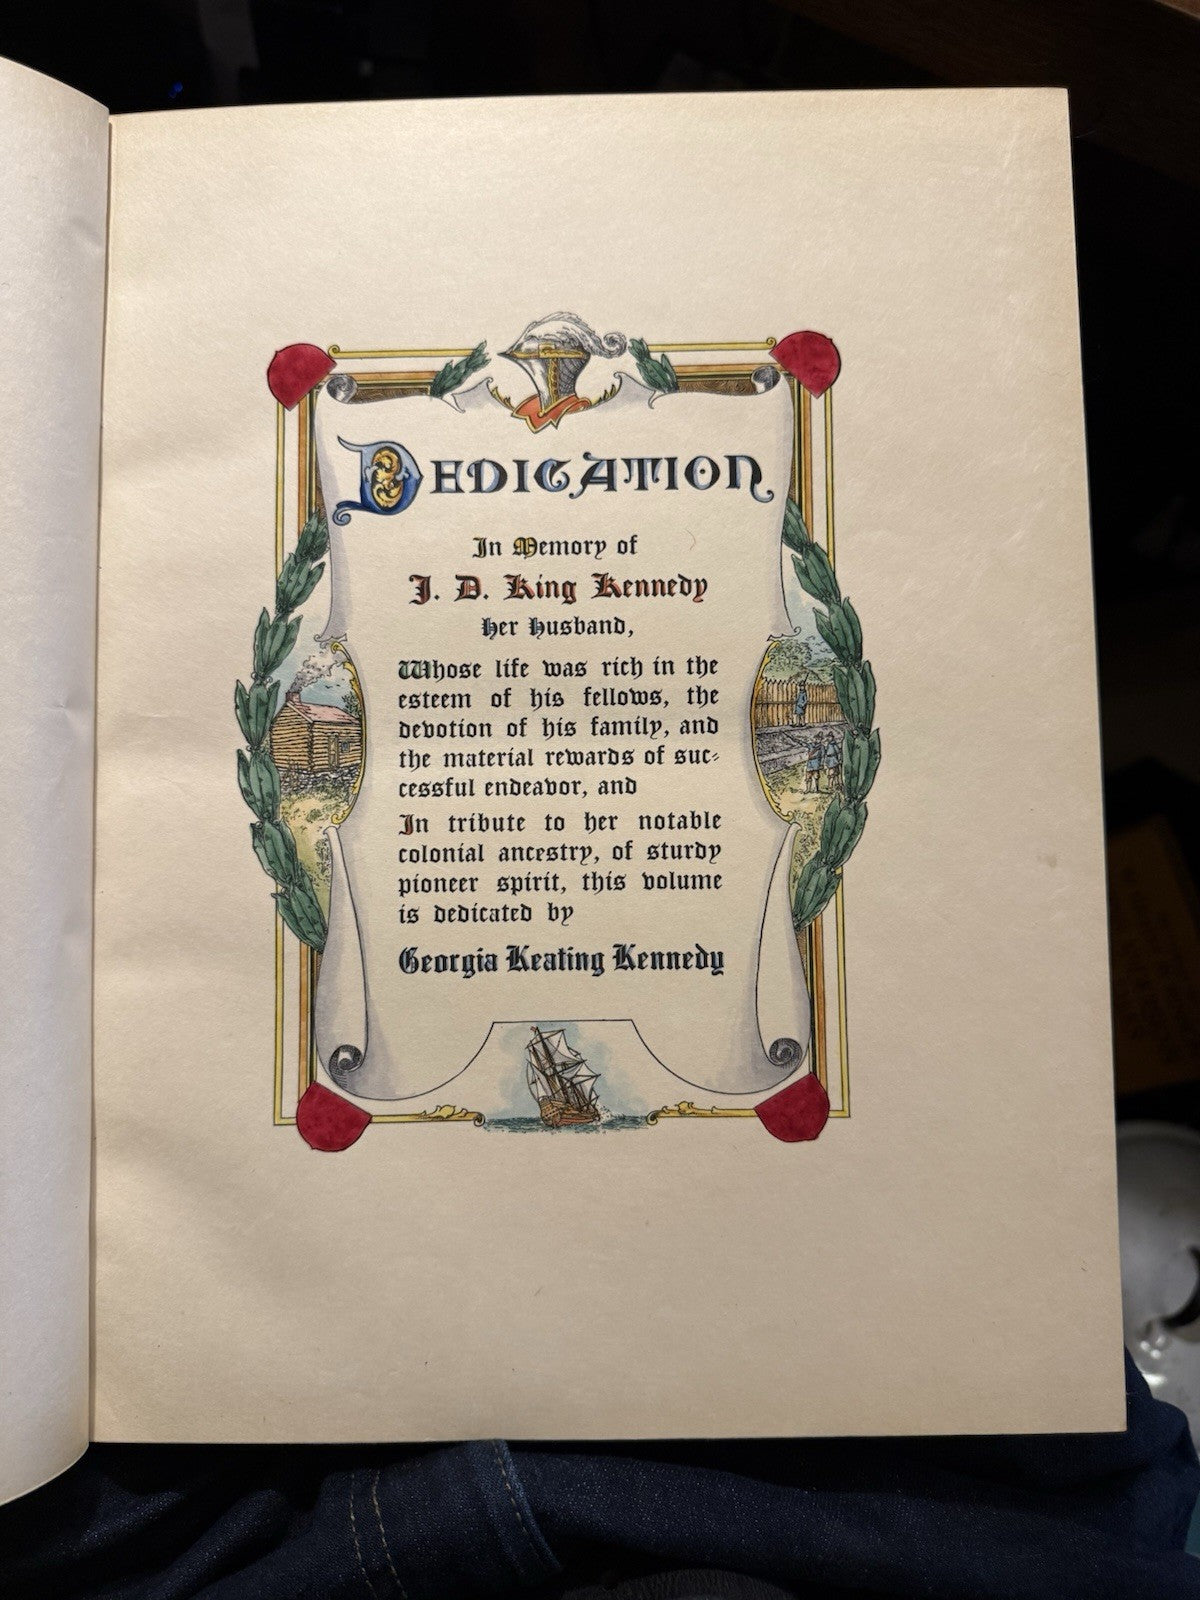 Dedication
In Memory of
J. D. King Kennedy
her husband,
Whose life was rich in the
esteem of his fellows, the
devotion of his family, and
the material rewards of suc-
cessful endeavor, and
In tribute to her notable
colonial ancestry, of sturdy
pioneer spirit, this volume
is dedicated by
Georgia Keating Kennedy